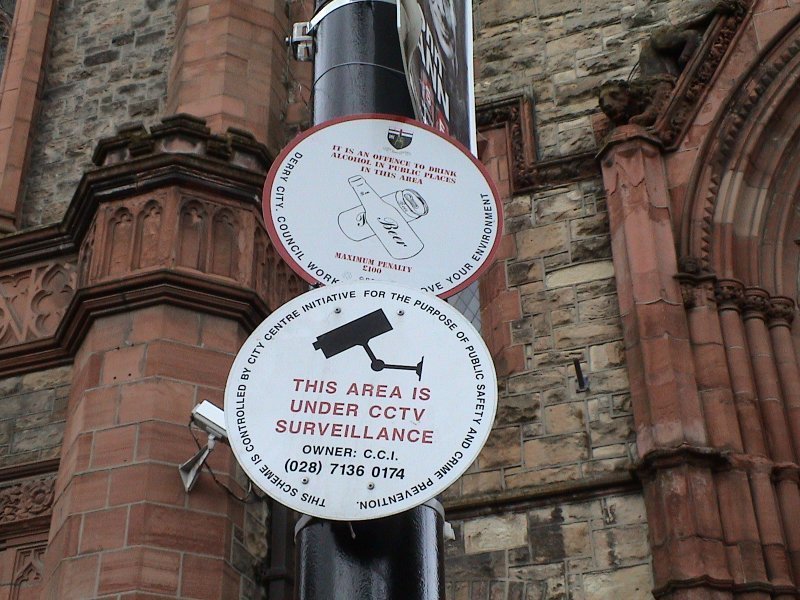 IT IS AN OFFENCE TO DRINK
ALCOHOL IN PUBLIC PLACES
IN THIS AREA
Beer
MAXIMUM PENALTY
£100
DERRY CITY COUNCIL WORK
OVE YOUR ENVIRONMENT
THIS SCHEME IS CONTROLLED BY CITY CENTRE INITIATIVE FOR THE PURPOSE OF PUBLIC SAFETY AND CRIME PREVENTION.
THIS AREA IS
UNDER CCTV
SURVEILLANCE
OWNER: C.C.I.
(028) 7136 0174